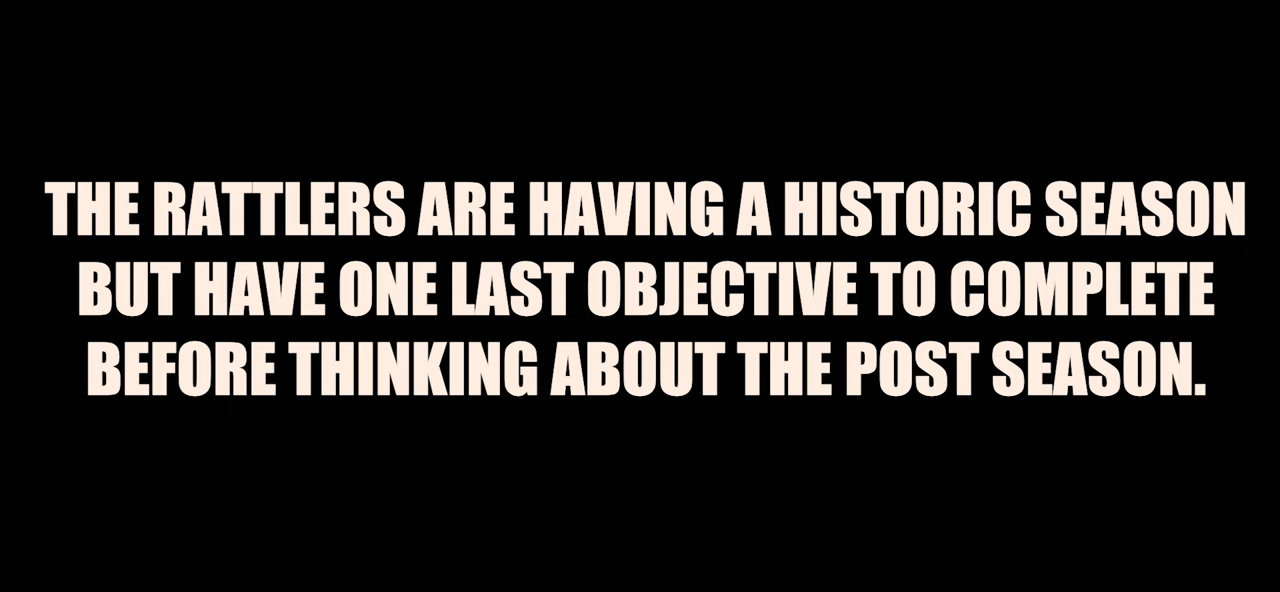 THE RATTLERS ARE HAVING A HISTORIC SEASON
BUT HAVE ONE LAST OBJECTIVE TO COMPLETE
BEFORE THINKING ABOUT THE POST SEASON.